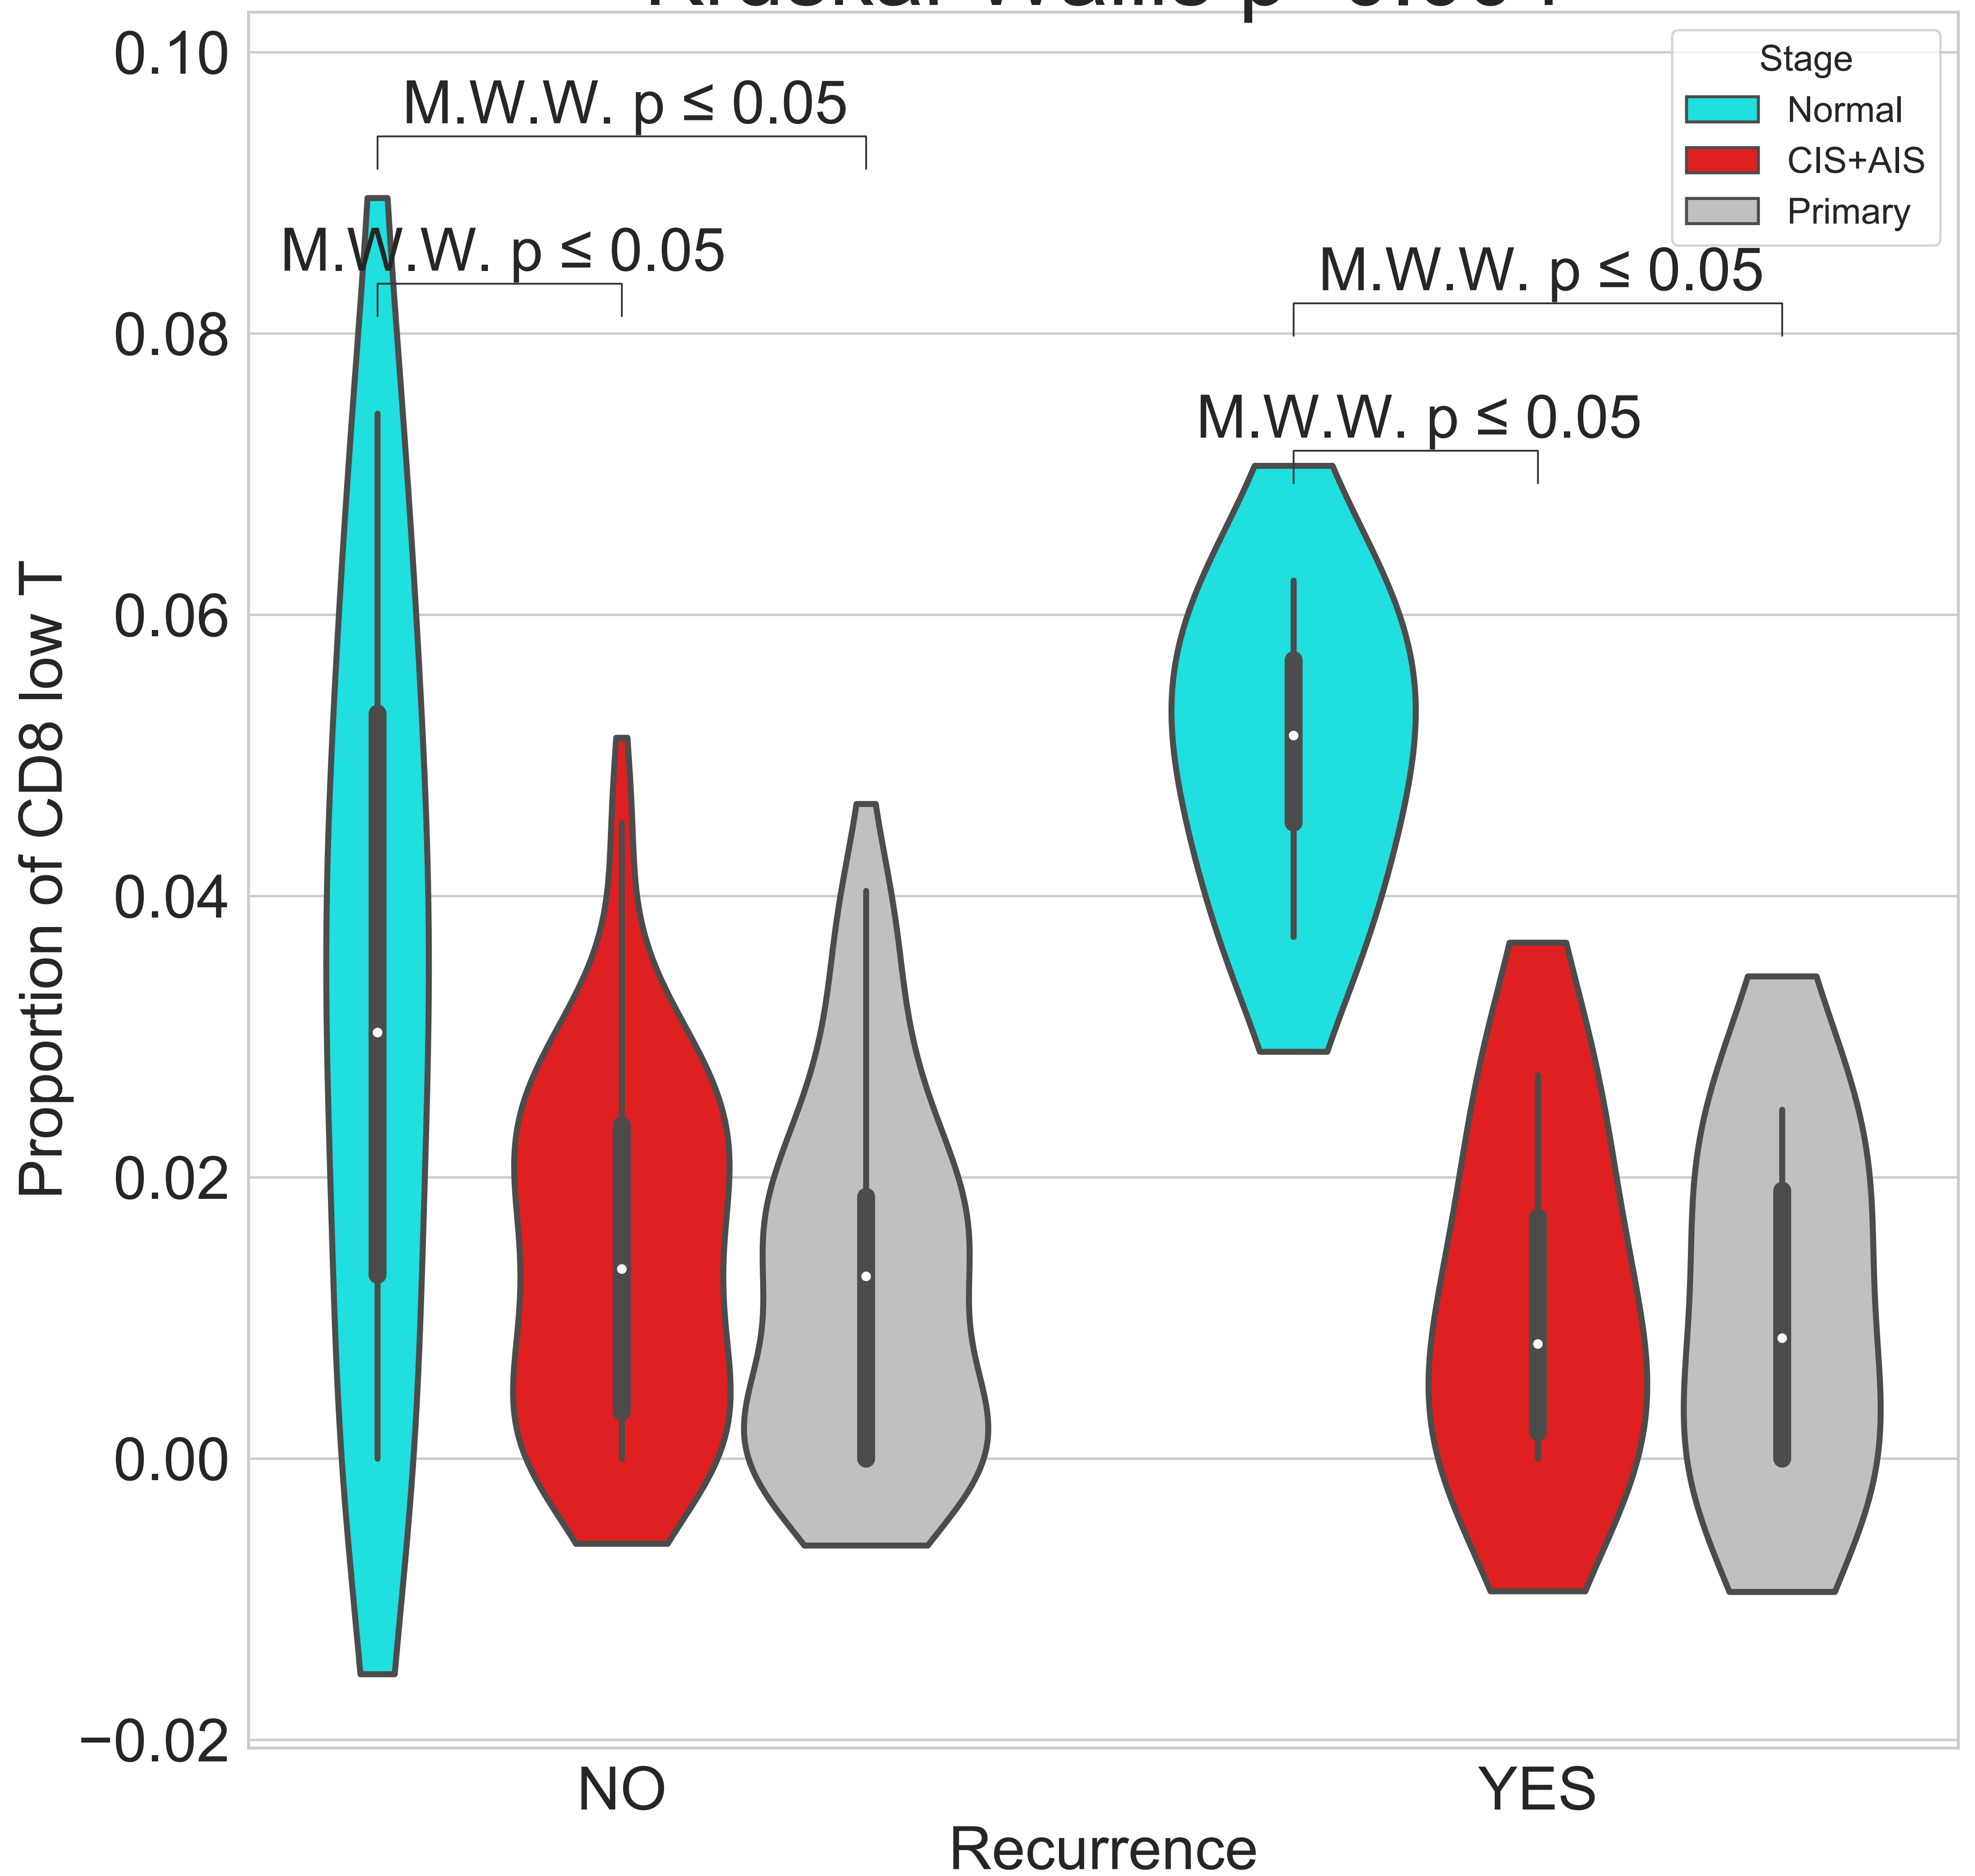 0.10
0.08
0.06
0.04
0.02
0.00
−0.02
Proportion of CD8 low T
M.W.W. p ≤ 0.05
M.W.W. p ≤ 0.05
M.W.W. p ≤ 0.05
M.W.W. p ≤ 0.05
Stage
Normal
CIS+AIS
Primary
NO
YES
Recurrence